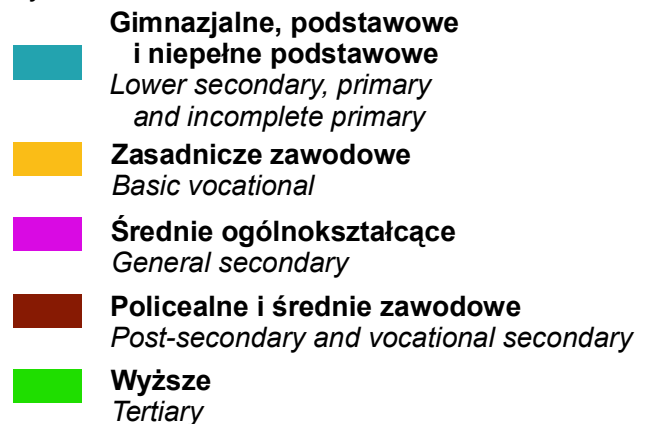 Gimnazjalne, podstawowe
i niepełne podstawowe
Lower secondary, primary
and incomplete primary
Zasadnicze zawodowe
Basic vocational
Średnie ogólnokształcące
General secondary
Policealne i średnie zawodowe
Post-secondary and vocational secondary
Wyższe
Tertiary